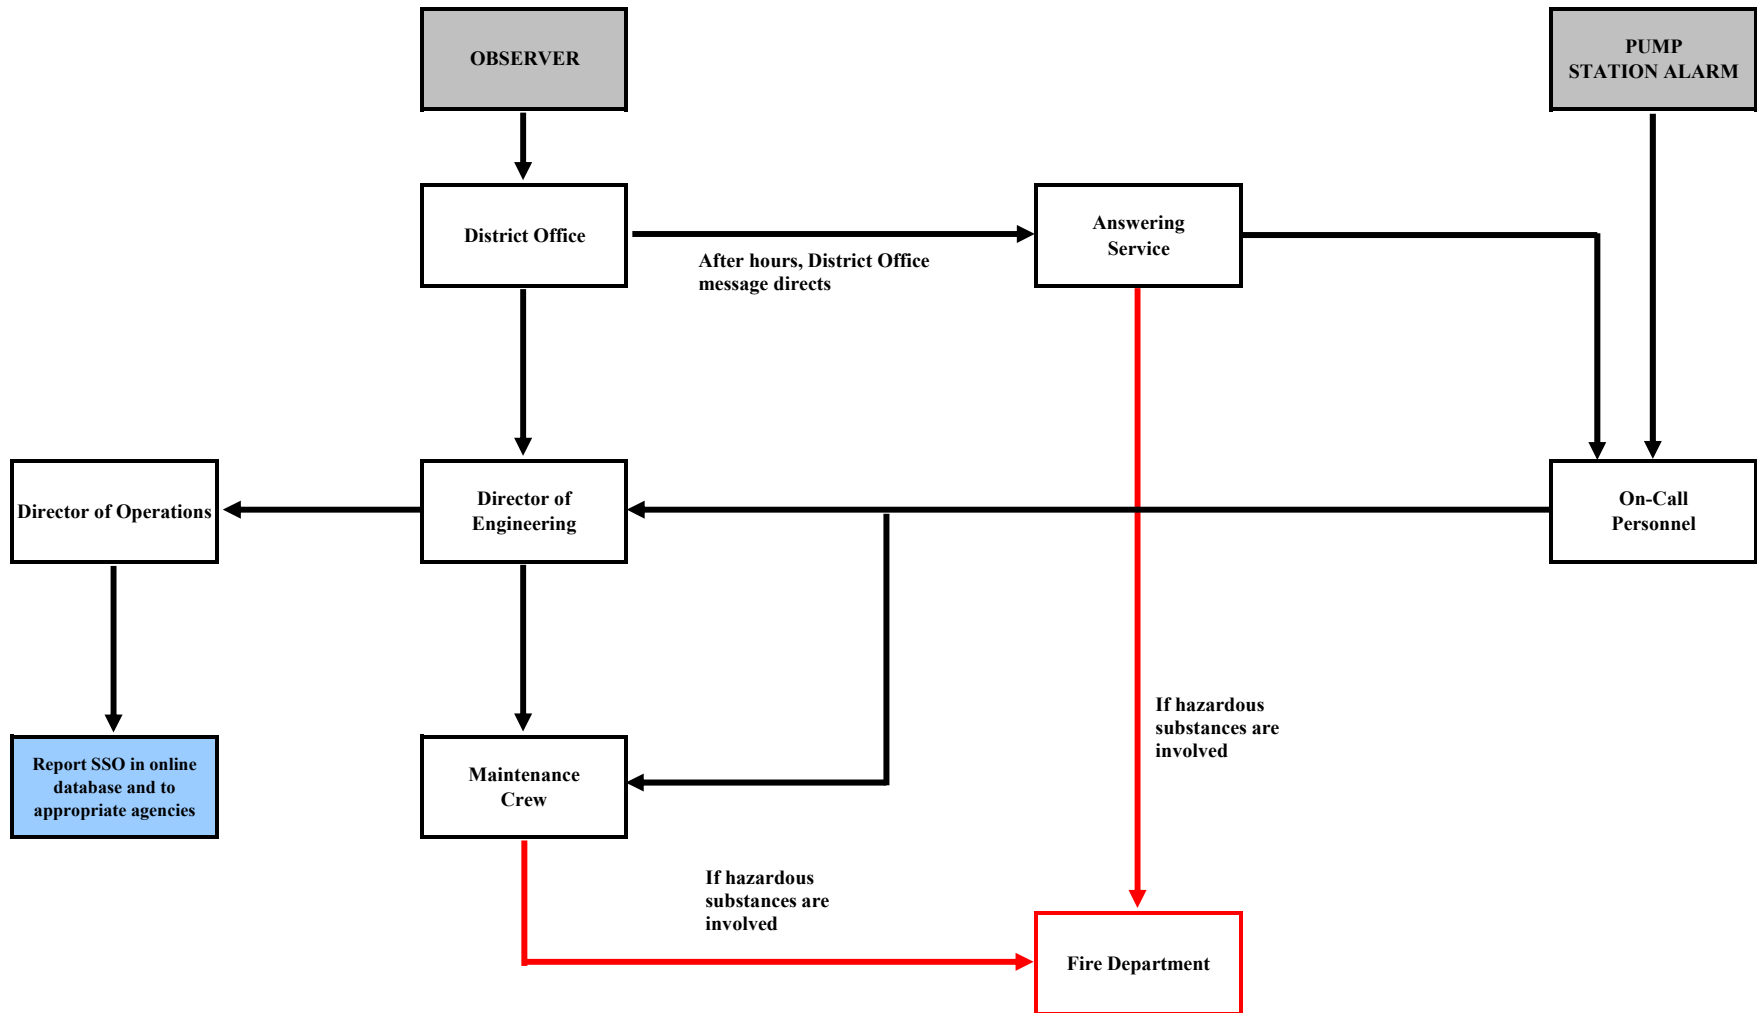 OBSERVER
PUMP
STATION ALARM
District Office
Answering
Service
After hours, District Office
message directs
Director of Operations
Director of
Engineering
On-Call
Personnel
If hazardous
substances are
involved
Report SSO in online
database and to
appropriate agencies
Maintenance
Crew
If hazardous
substances are
involved
Fire Department